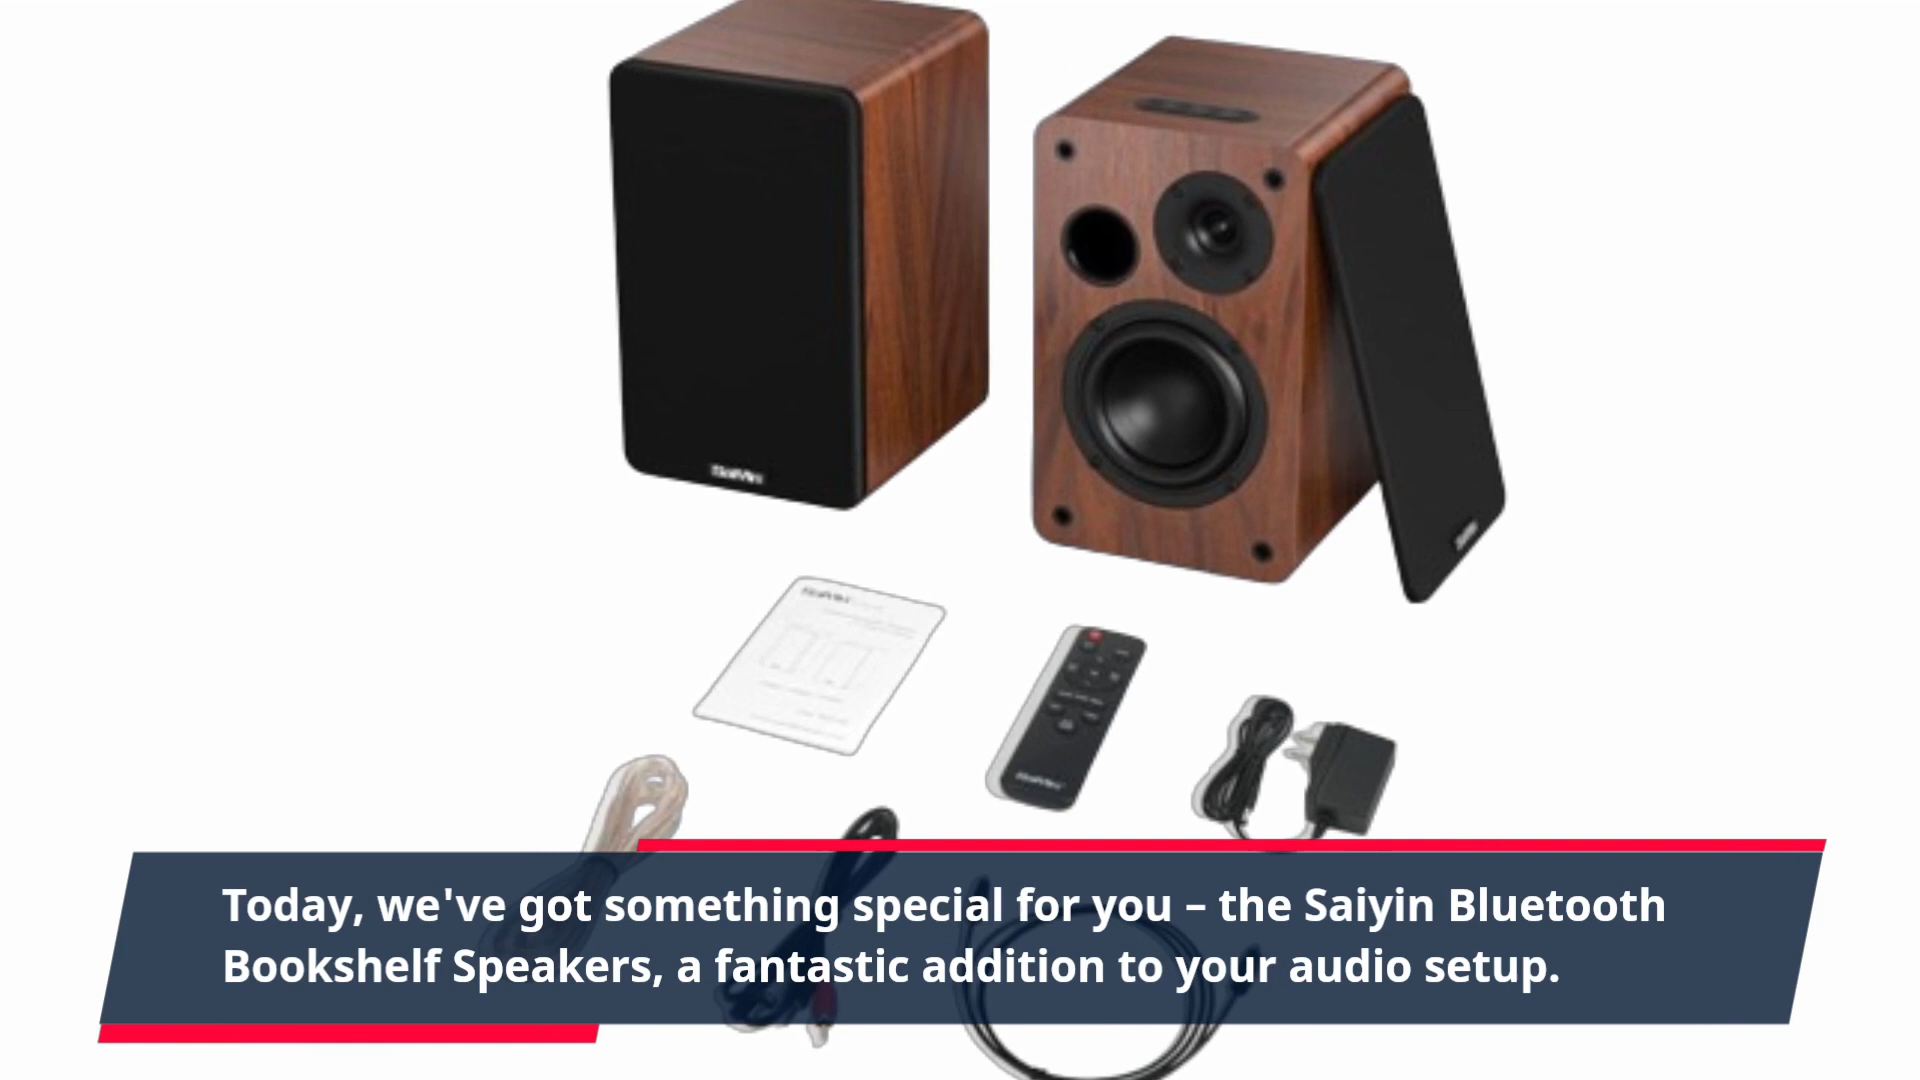 Today, we've got something special for you – the Saiyin Bluetooth
Bookshelf Speakers, a fantastic addition to your audio setup.